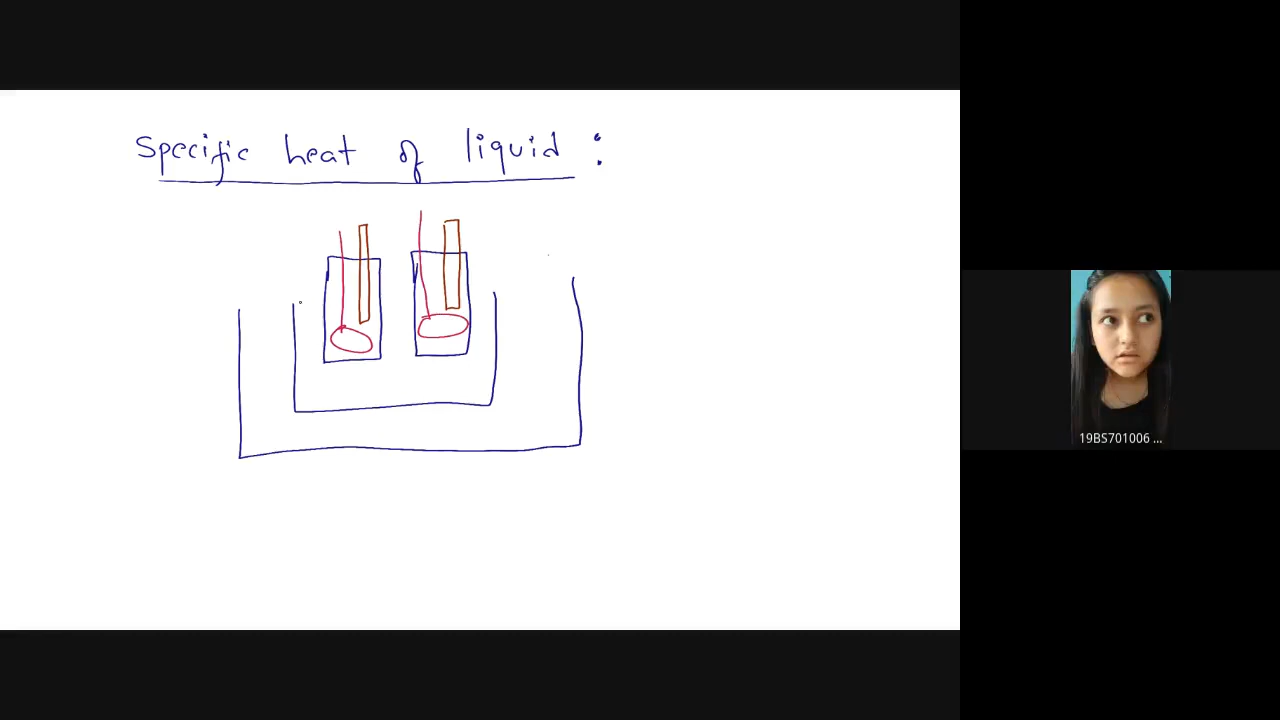 Specific heat of liquid :
19BS701006 ...